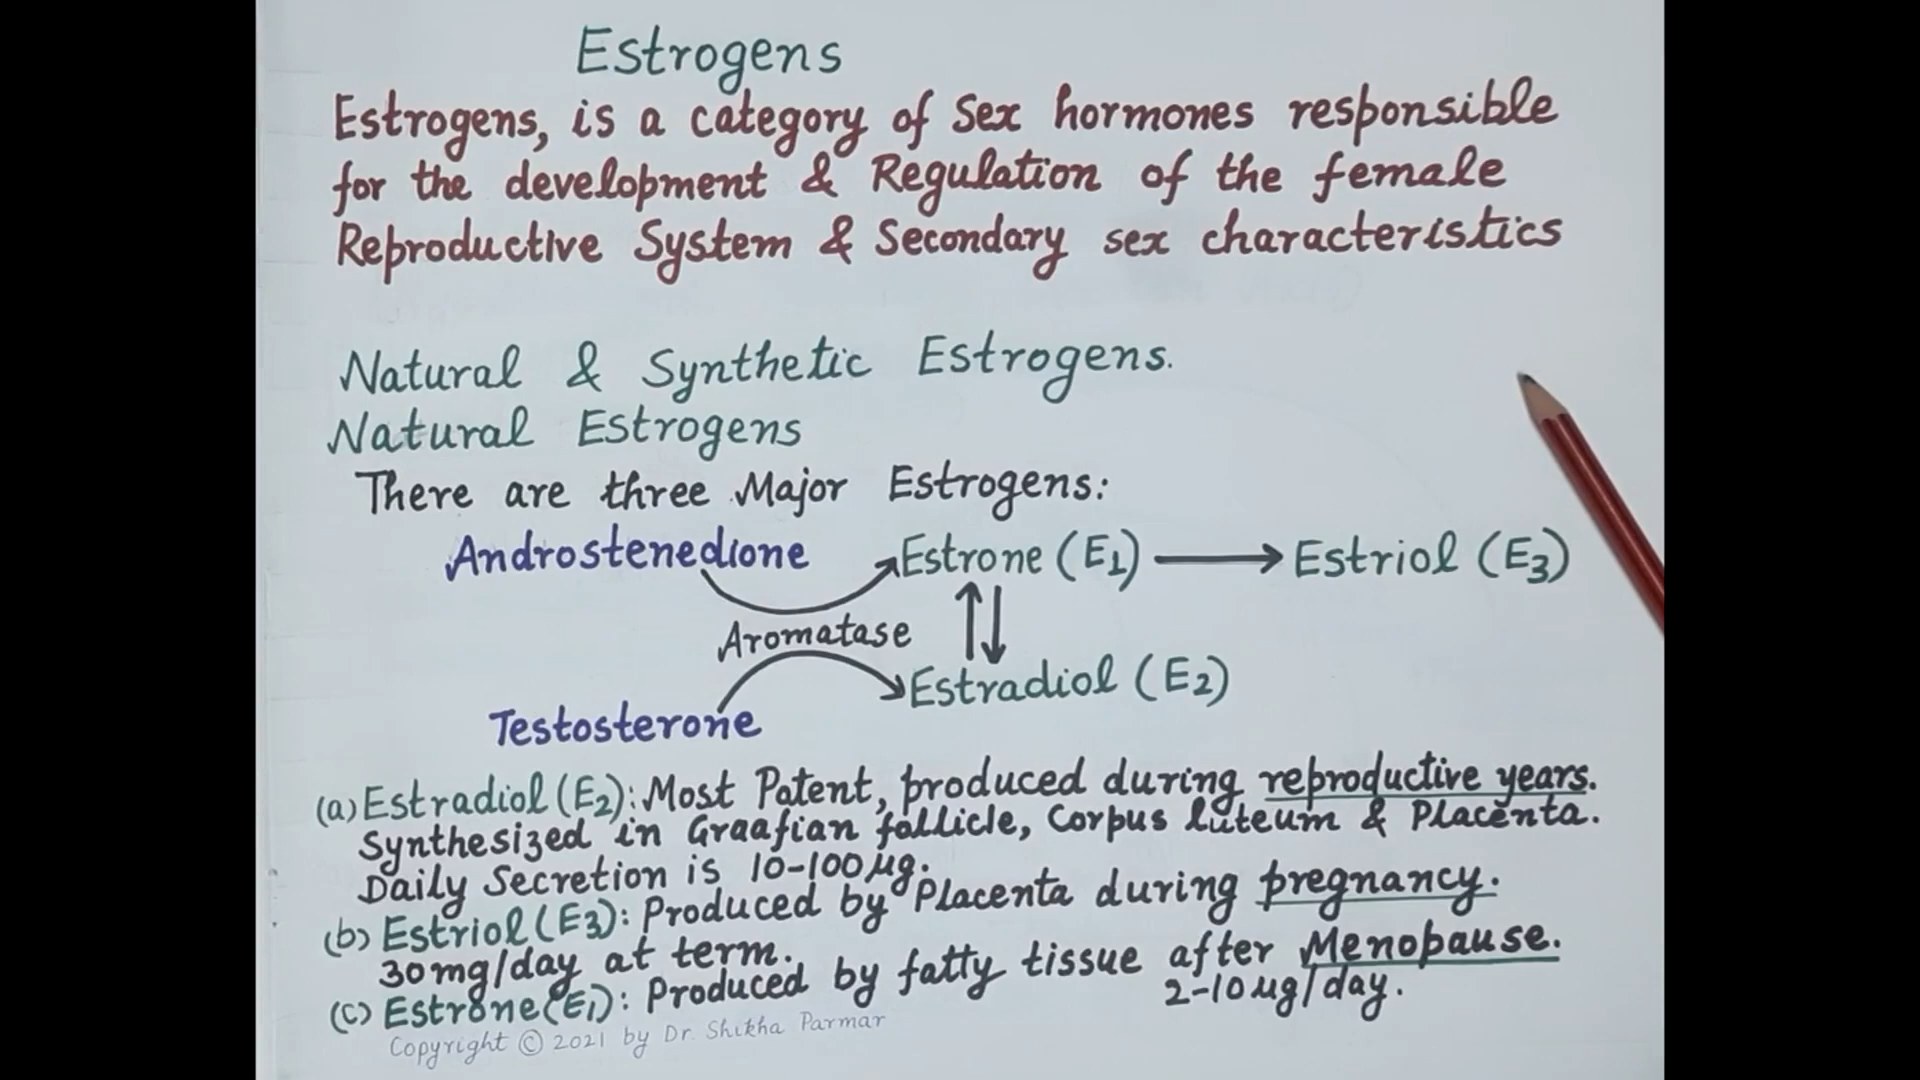 Estrogens
Estrogens, is a category of Sex hormones responsible
for the development & Regulation of the female
Reproductive System & Secondary sex characteristics
Natural & Synthetic Estrogens.
Natural Estrogens
There are three Major Estrogens:
Androstenedione Estrone (E1) → Estriol (E3)
Aromatase ↑↓
Testosterone Estradiol (E2)
(a) Estradiol (E2): Most Patent, produced during reproductive years.
Synthesized in Graafian follicle, Corpus luteum & Placenta.
Daily Secretion is 10-100 µg.
(b) Estriol (E3): Produced by Placenta during pregnancy.
30mg/day at term.
(c) Estrone (E1): Produced by fatty tissue after Menopause.
2-10 µg/day.
Copyright © 2021 by Dr. Shikha Parmar